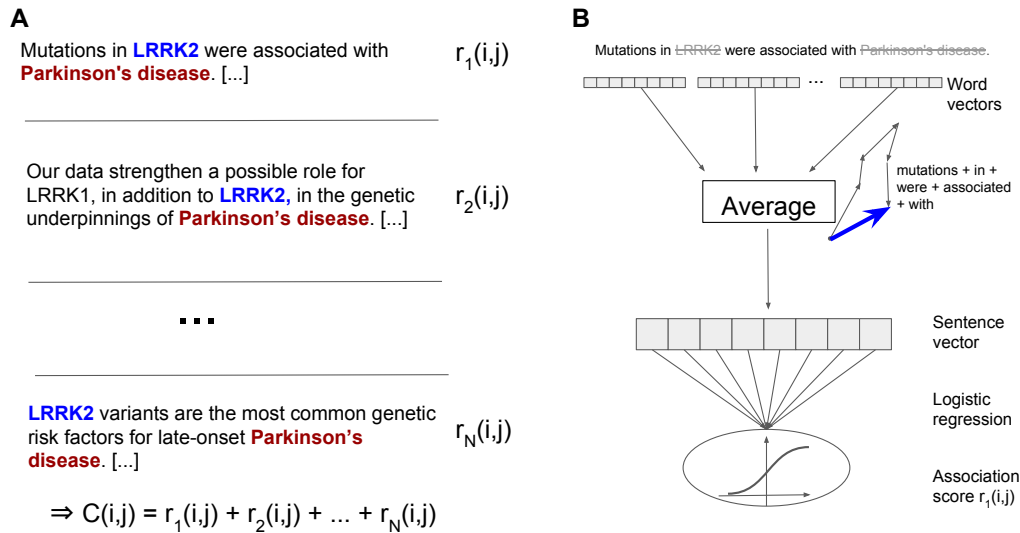 A
Mutations in LRRK2 were associated with
Parkinson's disease. [...]
r1(i,j)
Our data strengthen a possible role for
LRRK1, in addition to LRRK2, in the genetic
underpinnings of Parkinson’s disease. [...]
r2(i,j)
...
LRRK2 variants are the most common genetic
risk factors for late-onset Parkinson’s
disease. [...]
rN(i,j)
⇒ C(i,j) = r1(i,j) + r2(i,j) + ... + rN(i,j)
B
Mutations in LRRK2 were associated with Parkinson's disease.
...
Word
vectors
mutations + in +
were + associated
+ with
Average
Sentence
vector
Logistic
regression
Association
score r1(i,j)